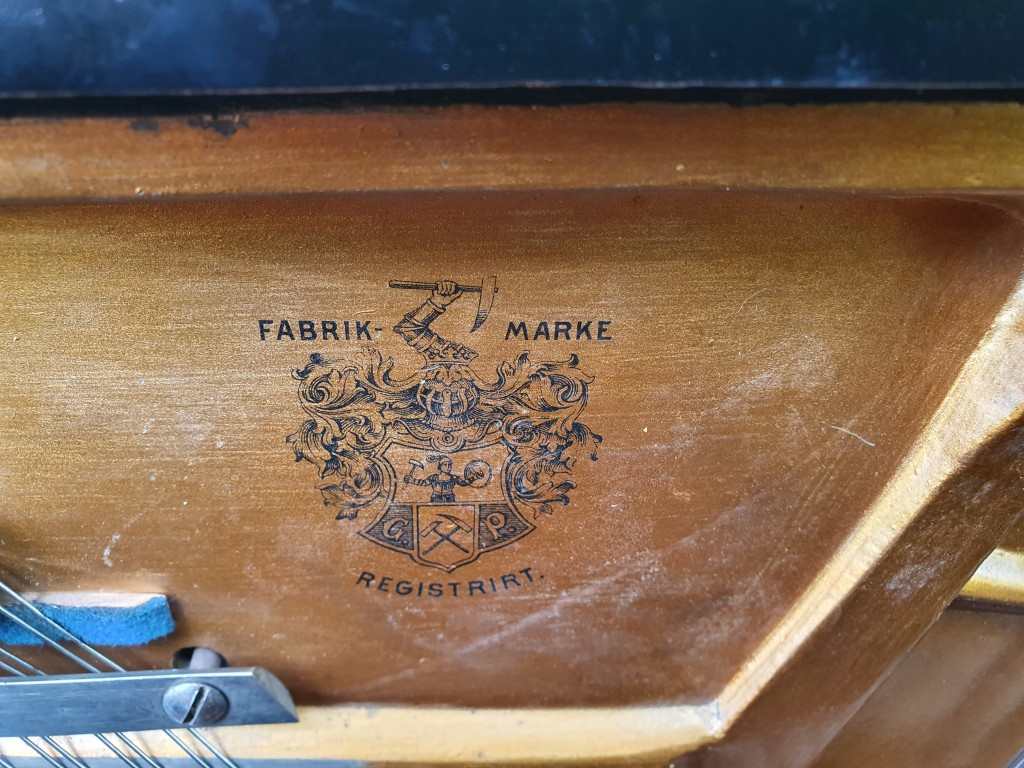 FABRIK- MARKE
G. P.
REGISTRIRT.